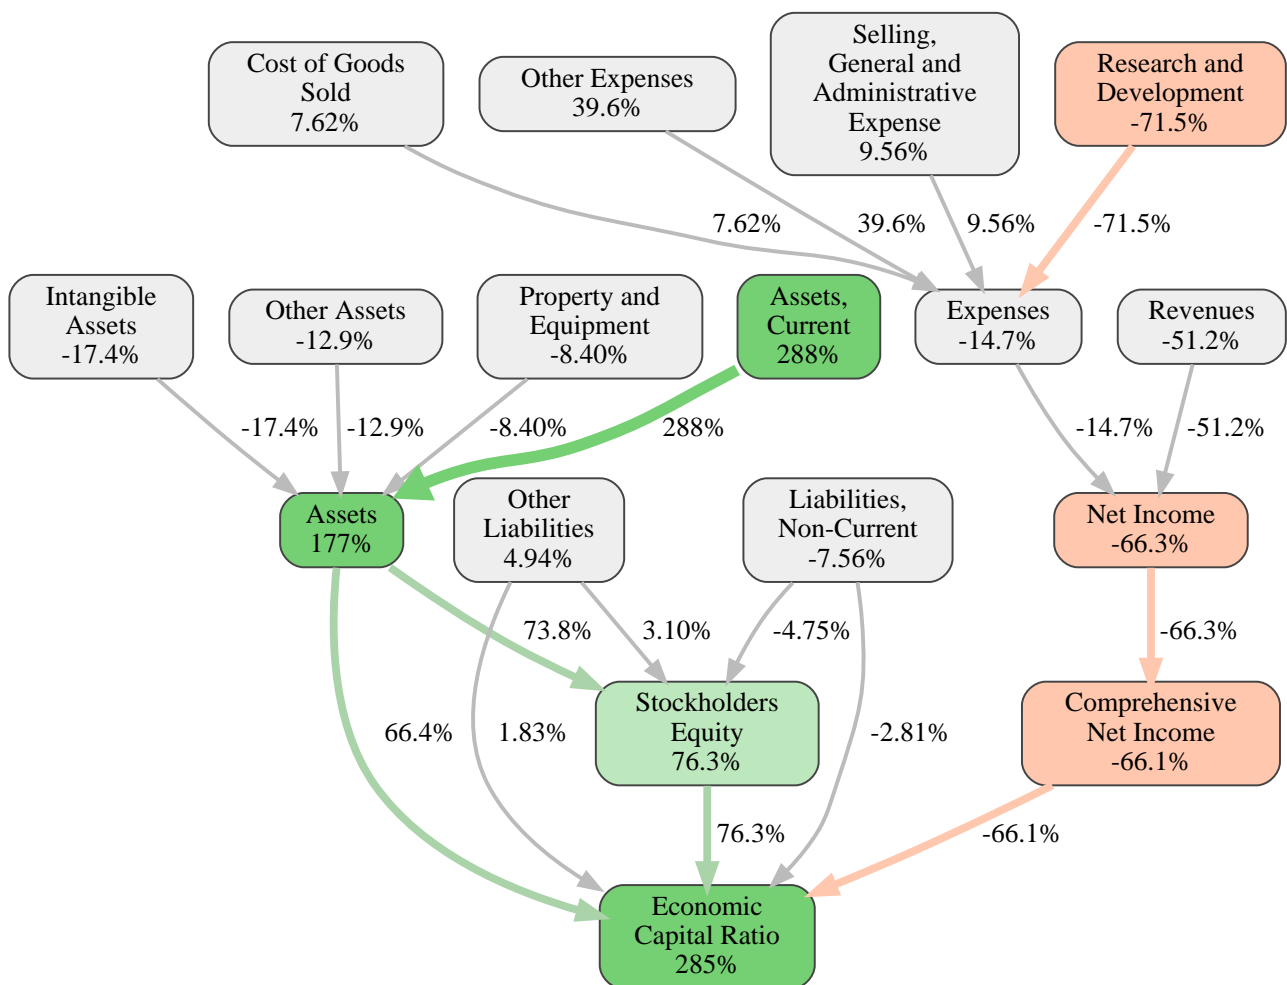 Cost of Goods
Sold
7.62%
Other Expenses
39.6%
Selling,
General and
Administrative
Expense
9.56%
Research and
Development
-71.5%
7.62%
39.6%
9.56%
-71.5%
Intangible
Assets
-17.4%
Other Assets
-12.9%
Property and
Equipment
-8.40%
Assets,
Current
288%
Expenses
-14.7%
Revenues
-51.2%
-17.4%
-12.9%
-8.40%
288%
-14.7%
-51.2%
Assets
177%
Other
Liabilities
4.94%
Liabilities,
Non-Current
-7.56%
Net Income
-66.3%
73.8%
3.10%
-4.75%
-66.3%
66.4%
1.83%
Stockholders
Equity
76.3%
-2.81%
Comprehensive
Net Income
-66.1%
76.3%
-66.1%
Economic
Capital Ratio
285%